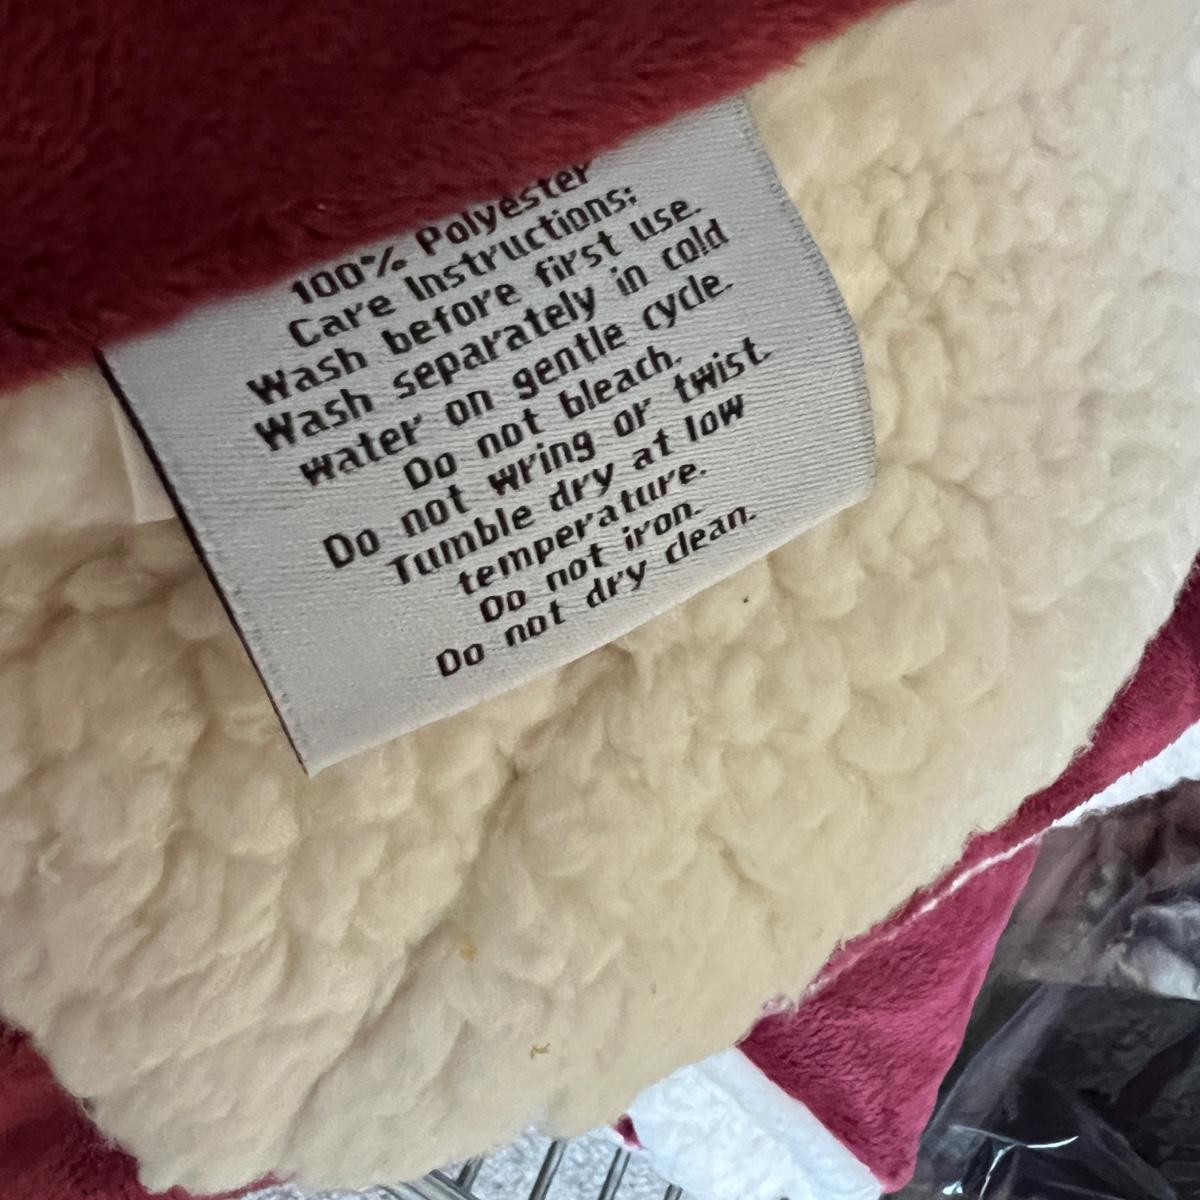 100% Polyester
Care Instructions:
Wash before first use.
Wash separately in cold
water on gentle cycle.
Do not bleach.
Do not wring or twist.
Tumble dry at low
temperature.
Do not iron.
Do not dry clean.